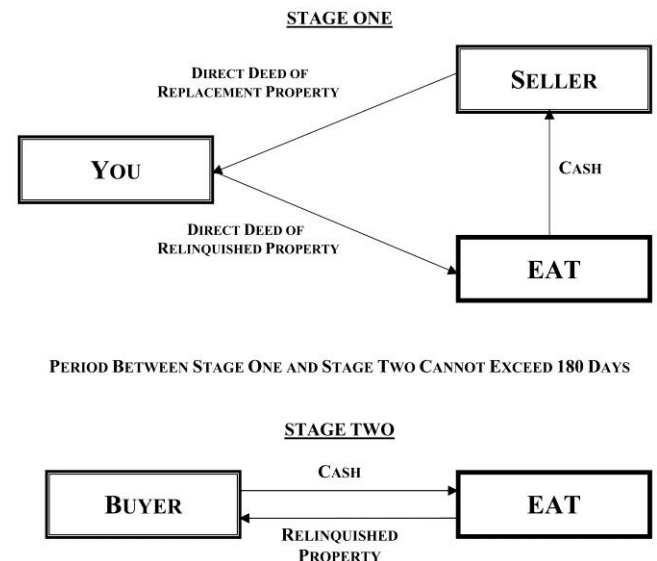 STAGE ONE
DIRECT DEED OF
REPLACEMENT PROPERTY
SELLER
YOU
CASH
DIRECT DEED OF
RELINQUISHED PROPERTY
EAT
PERIOD BETWEEN STAGE ONE AND STAGE TWO CANNOT EXCEED 180 DAYS
STAGE TWO
CASH
BUYER
EAT
RELINQUISHED
PROPERTY